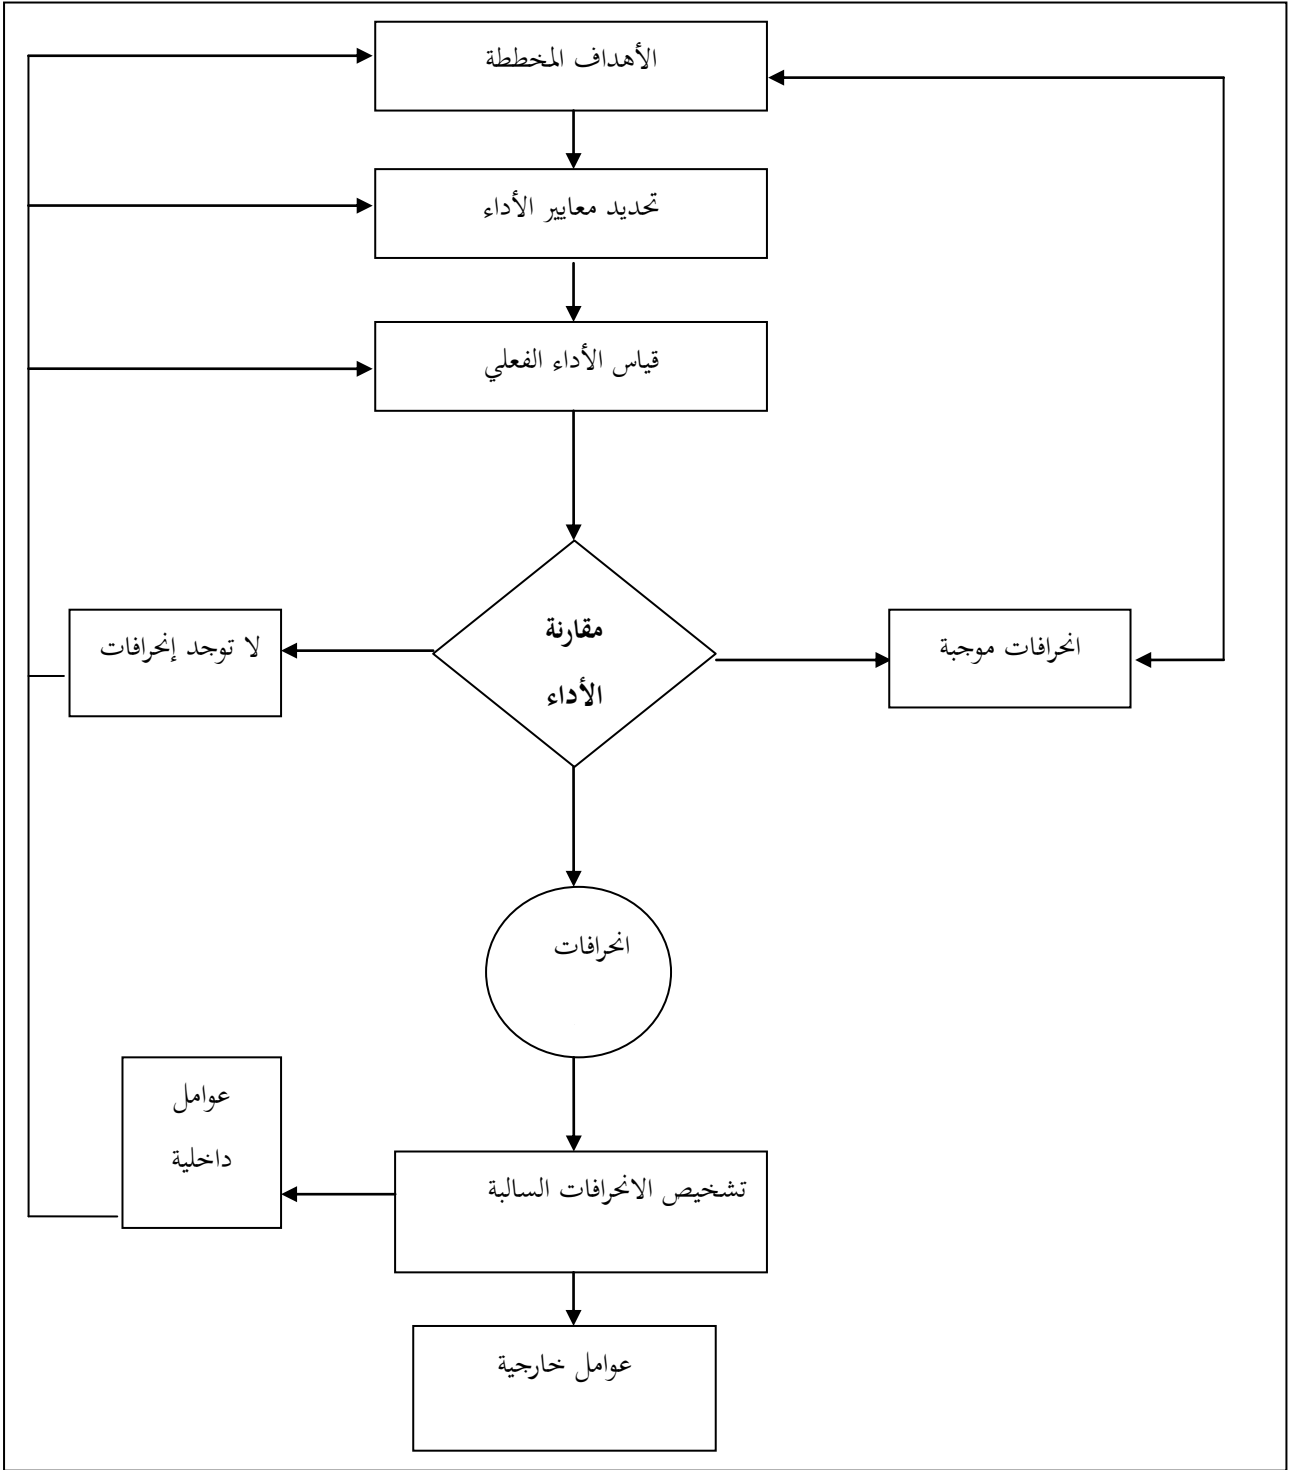 الأهداف المخططة
تحديد معايير الأداء
قياس الأداء الفعلي
مقارنة
الأداء
انحرافات موجبة
لا توجد إنحرافات
انحرافات
تشخيص الانحرافات السالبة
عوامل
داخلية
عوامل خارجية